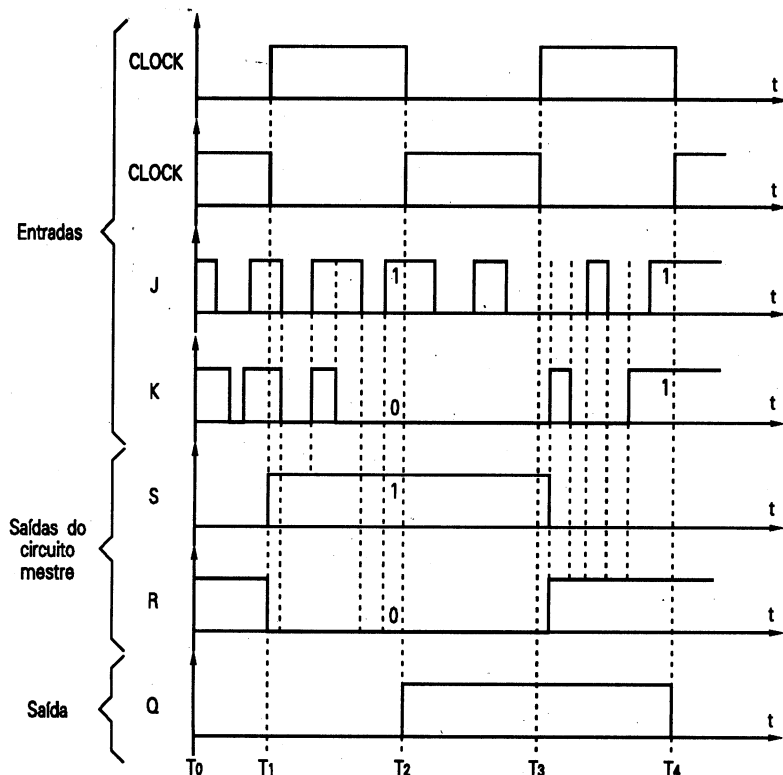 CLOCK
t
CLOCK
t
Entradas
J
1
1
t
K
0
1
t
S
1
t
Saídas do
circuito
mestre
R
0
t
Saída
Q
t
T0
T1
T2
T3
T4